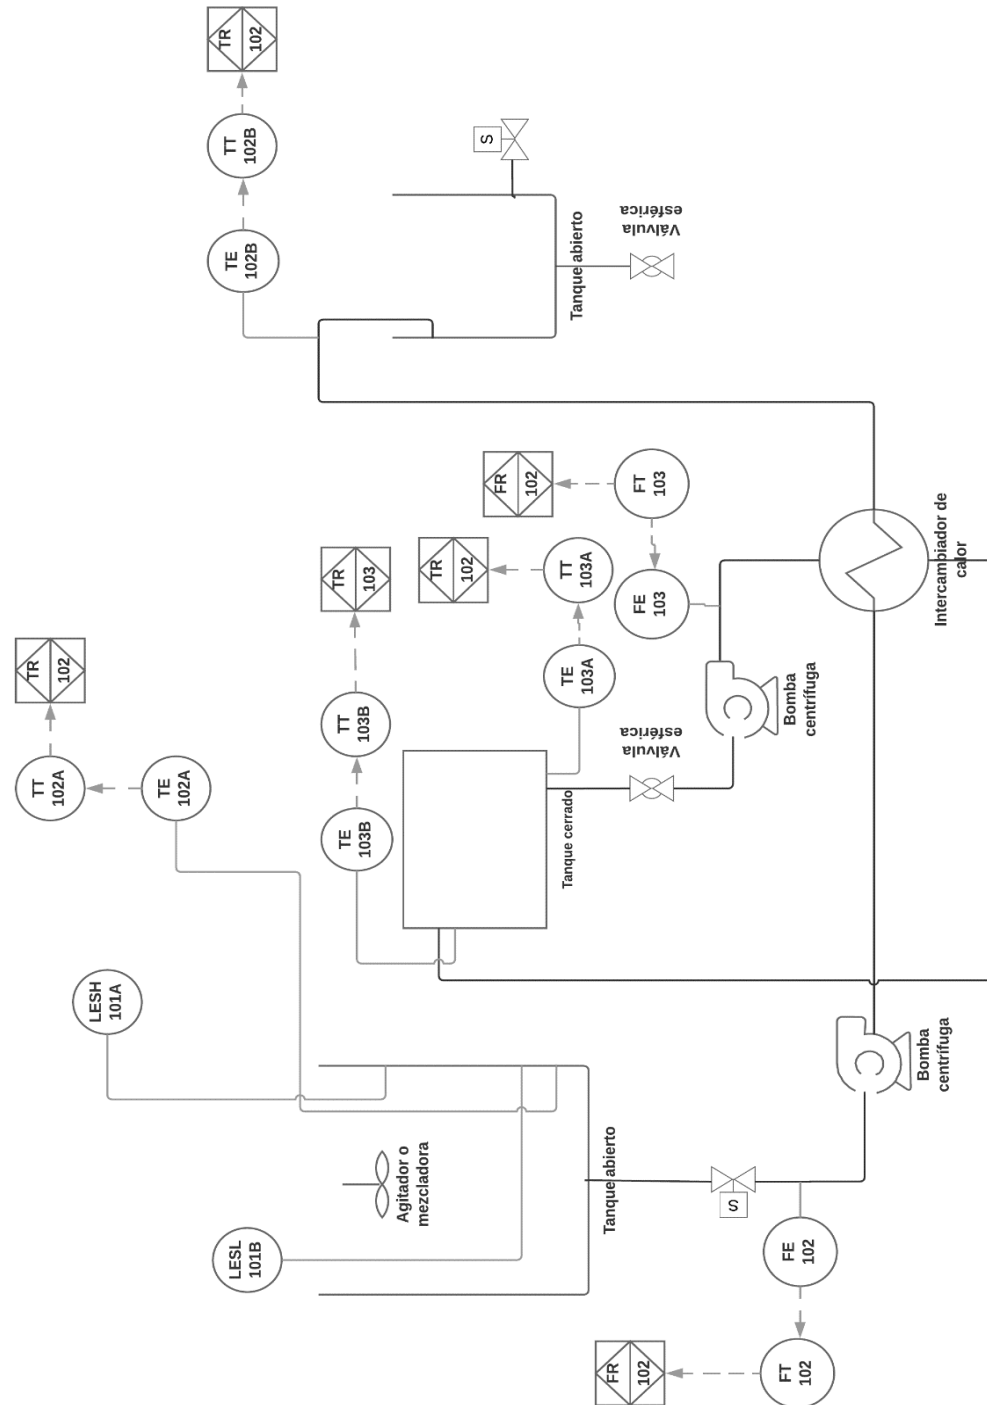 TR
102
TT
102B
TE
102B
S
Válvula
esférica
Tanque abierto
FR
102
FT
103
TR
102
TT
103A
FE
103
TE
103A
TR
103
TT
103B
TE
103B
Intercambiador de
calor
Bomba
centrífuga
Válvula
esférica
Tanque cerrado
TR
102
TT
102A
TE
102A
LESH
101A
Bomba
centrífuga
Agitador o
mezcladora
Tanque abierto
LESL
101B
S
FE
102
FT
102
FR
102